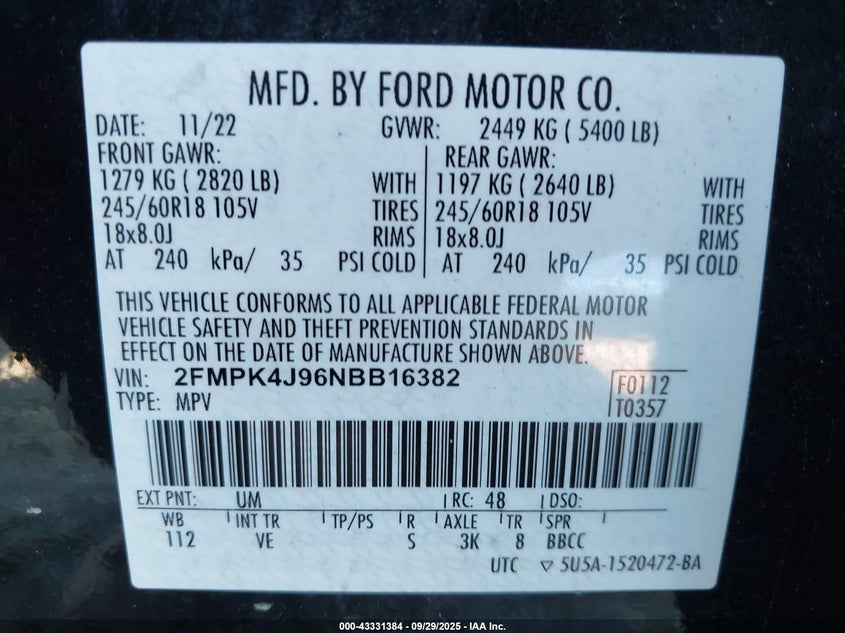 MFD. BY FORD MOTOR CO.
DATE: 11/22 GVWR: 2449 KG ( 5400 LB)
FRONT GAWR: REAR GAWR:
1279 KG ( 2820 LB) WITH 1197 KG ( 2640 LB) WITH
245/60R18 105V TIRES 245/60R18 105V TIRES
18x8.0J RIMS 18x8.0J RIMS
AT 240 kPa/ 35 PSI COLD AT 240 kPa/ 35 PSI COLD
THIS VEHICLE CONFORMS TO ALL APPLICABLE FEDERAL MOTOR
VEHICLE SAFETY AND THEFT PREVENTION STANDARDS IN
EFFECT ON THE DATE OF MANUFACTURE SHOWN ABOVE.
VIN: 2FMPK4J96NBB16382 F0112
TYPE: MPV T0357
EXT PNT: UM RC: 48 DSO:
WB INT TR TP/PS R AXLE TR SPR
112 VE S 3K 8 BBCC
UTC ▽ 5U5A-1520472-BA
000-43331384 - 09/29/2025 - IAA Inc.